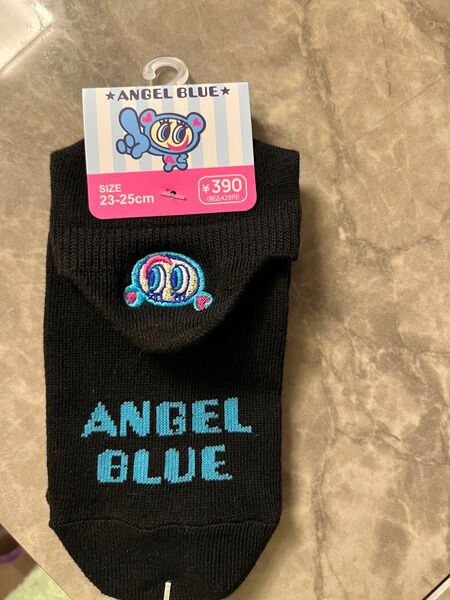 ★ANGEL BLUE★
SIZE
23-25cm
¥390
(税込429円)
ANGEL
BLUE